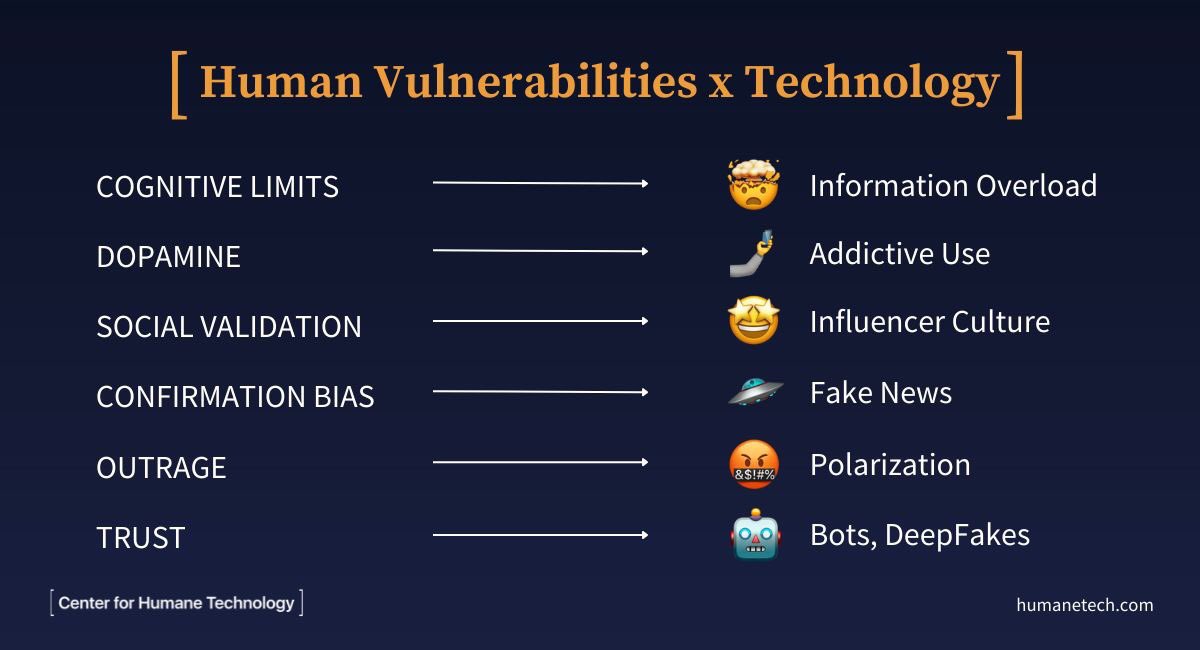 [ Human Vulnerabilities x Technology ]
COGNITIVE LIMITS Information Overload
DOPAMINE Addictive Use
SOCIAL VALIDATION Influencer Culture
CONFIRMATION BIAS Fake News
OUTRAGE &$!#% Polarization
TRUST Bots, DeepFakes
[ Center for Humane Technology ] humanetech.com